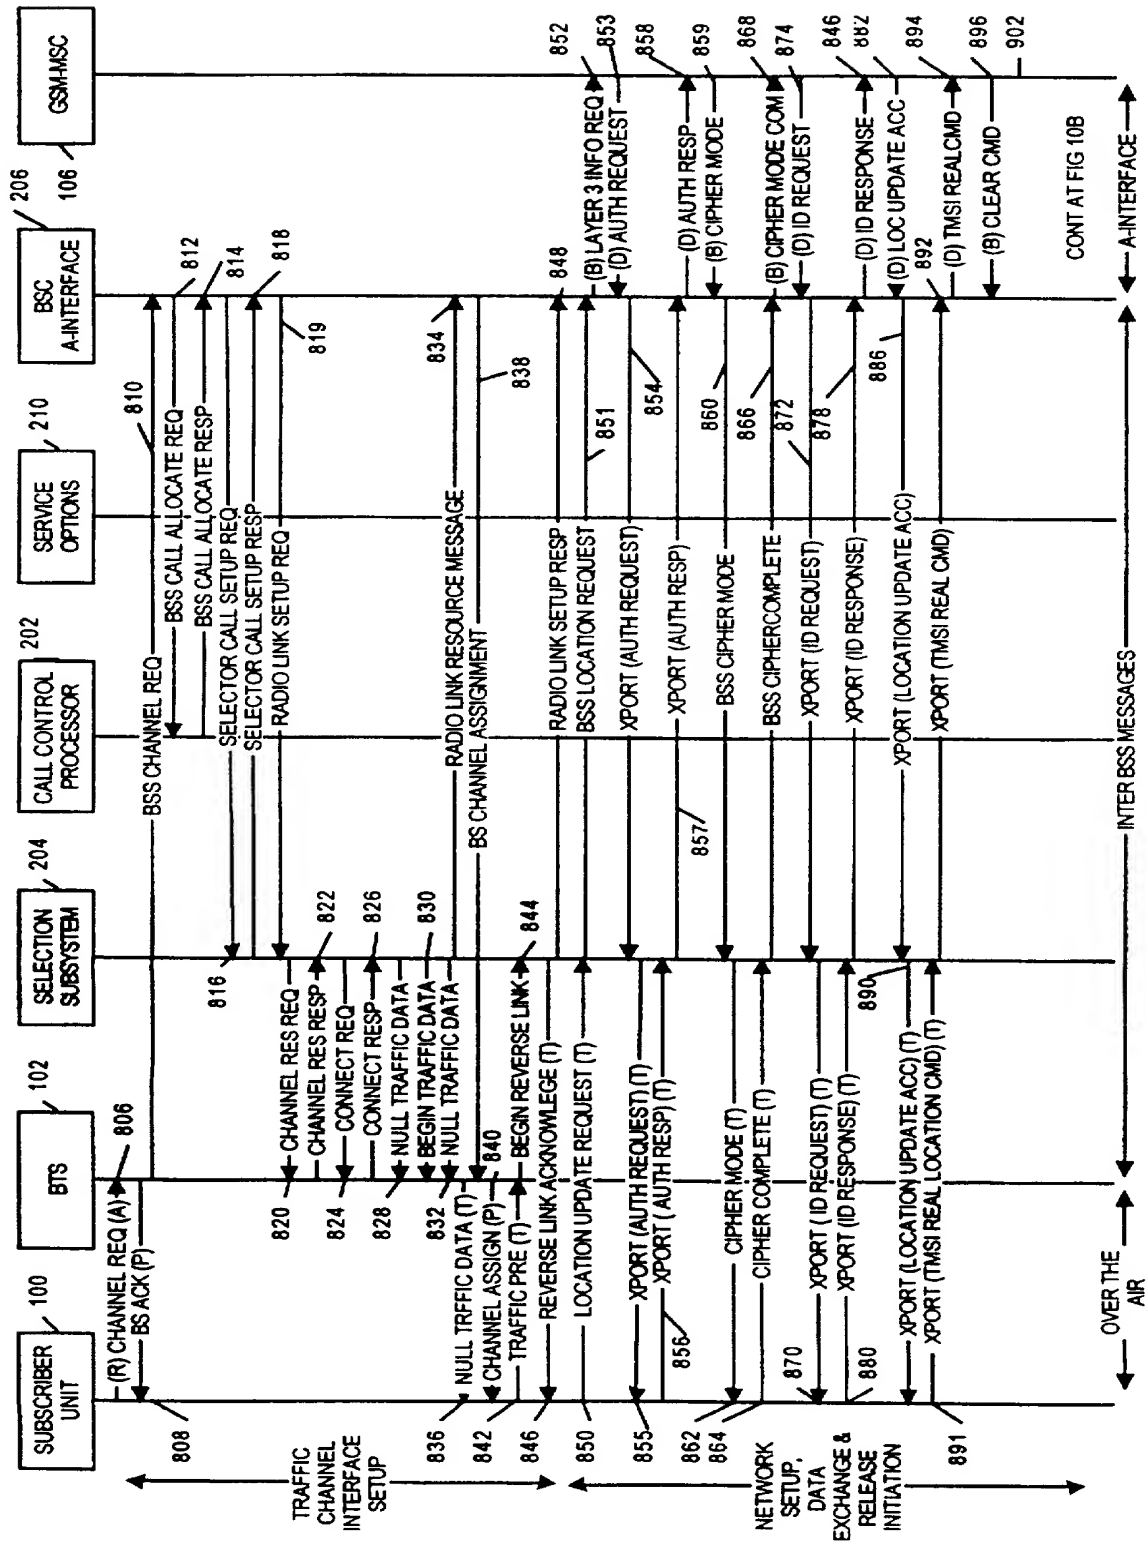 SUBSCRIBER
UNIT
100
BTS
102
SELECTION
SUBSYSTEM
204
CALL CONTROL
PROCESSOR
202
SERVICE
OPTIONS
210
BSC
A-INTERFACE
206
GSM-MSC
106
TRAFFIC
CHANNEL
INTERFACE
SETUP
(R) CHANNEL REQ (A)
806
BS ACK (P)
808
BSS CHANNEL REQ
810
BSS CALL ALLOCATE REQ
812
BSS CALL ALLOCATE RESP
814
SELECTOR CALL SETUP REQ
816
SELECTOR CALL SETUP RESP
818
RADIO LINK SETUP REQ
819
820
CHANNEL RES REQ
CHANNEL RES RESP
822
824
CONNECT REQ
CONNECT RESP
826
828
NULL TRAFFIC DATA
BEGIN TRAFFIC DATA
830
832
NULL TRAFFIC DATA
RADIO LINK RESOURCE MESSAGE
834
836
NULL TRFFIC DATA (T)
BS CHANNEL ASSIGNMENT
838
CHANNEL ASSIGN (P)
840
842
TRAFFIC PRE (T)
BEGIN REVERSE LINK
844
846
REVERSE LINK ACKNOWLEGE (T)
RADIO LINK SETUP RESP
848
NETWORK
SETUP,
DATA
EXCHANGE &
RELEASE
INITIATION
850
LOCATION UPDATE REQUEST (T)
BSS LOCATION REQUEST
851
(B) LAYER 3 INFO REQ
852
(D) AUTH REQUEST
853
XPORT (AUTH REQUEST)
854
855
XPORT (AUTH REQUEST) (T)
XPORT ( AUTH RESP) (T)
856
XPORT (AUTH RESP)
857
(D) AUTH RESP
858
(B) CIPHER MODE
859
BSS CIPHER MODE
860
862
CIPHER MODE (T)
864
CIPHER COMPLETE (T)
BSS CIPHERCOMPLETE
866
(B) CIPHER MODE COM
868
(D) ID REQUEST
874
XPORT (ID REQUEST)
872
870
XPORT ( ID REQUEST) (T)
XPORT (ID RESPONSE) (T)
880
XPORT (ID RESPONSE)
878
(D) ID RESPONSE
846
(D) LOC UPDATE ACC
882
XPORT (LOCATION UPDATE ACC)
886
890
XPORT (LOCATION UPDATE ACC) (T)
XPORT (TMSI REAL LOCATION CMD) (T)
891
XPORT (TMSI REAL CMD)
892
(D) TMSI REALCMD
894
(B) CLEAR CMD
896
902
CONT AT FIG 10B
OVER THE
AIR
INTER BSS MESSAGES
A-INTERFACE